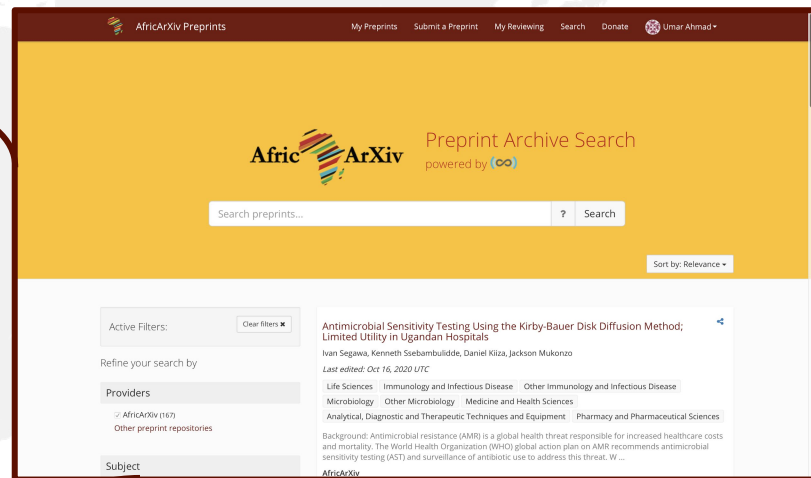 AfricArXiv Preprints My Preprints Submit a Preprint My Reviewing Search Donate Umar Ahmad
Afric ArXiv
Preprint Archive Search
powered by
Search preprints... ? Search
Sort by: Relevance
Active Filters: Clear filters ✖
Refine your search by
Providers
AfricArXiv (167)
Other preprint repositories
Subject
Antimicrobial Sensitivity Testing Using the Kirby-Bauer Disk Diffusion Method;
Limited Utility in Ugandan Hospitals
Ivan Segawa, Kenneth Ssebambulidde, Daniel Kiiza, Jackson Mukonzo
Last edited: Oct 16, 2020 UTC
Life Sciences Immunology and Infectious Disease Other Immunology and Infectious Disease
Microbiology Other Microbiology Medicine and Health Sciences
Analytical, Diagnostic and Therapeutic Techniques and Equipment Pharmacy and Pharmaceutical Sciences
Background: Antimicrobial resistance (AMR) is a global health threat responsible for increased healthcare costs
and mortality. The World Health Organization (WHO) global action plan on AMR recommends antimicrobial
sensitivity testing (AST) and surveillance of antibiotic use to address this threat. W ...
AfricArXiv